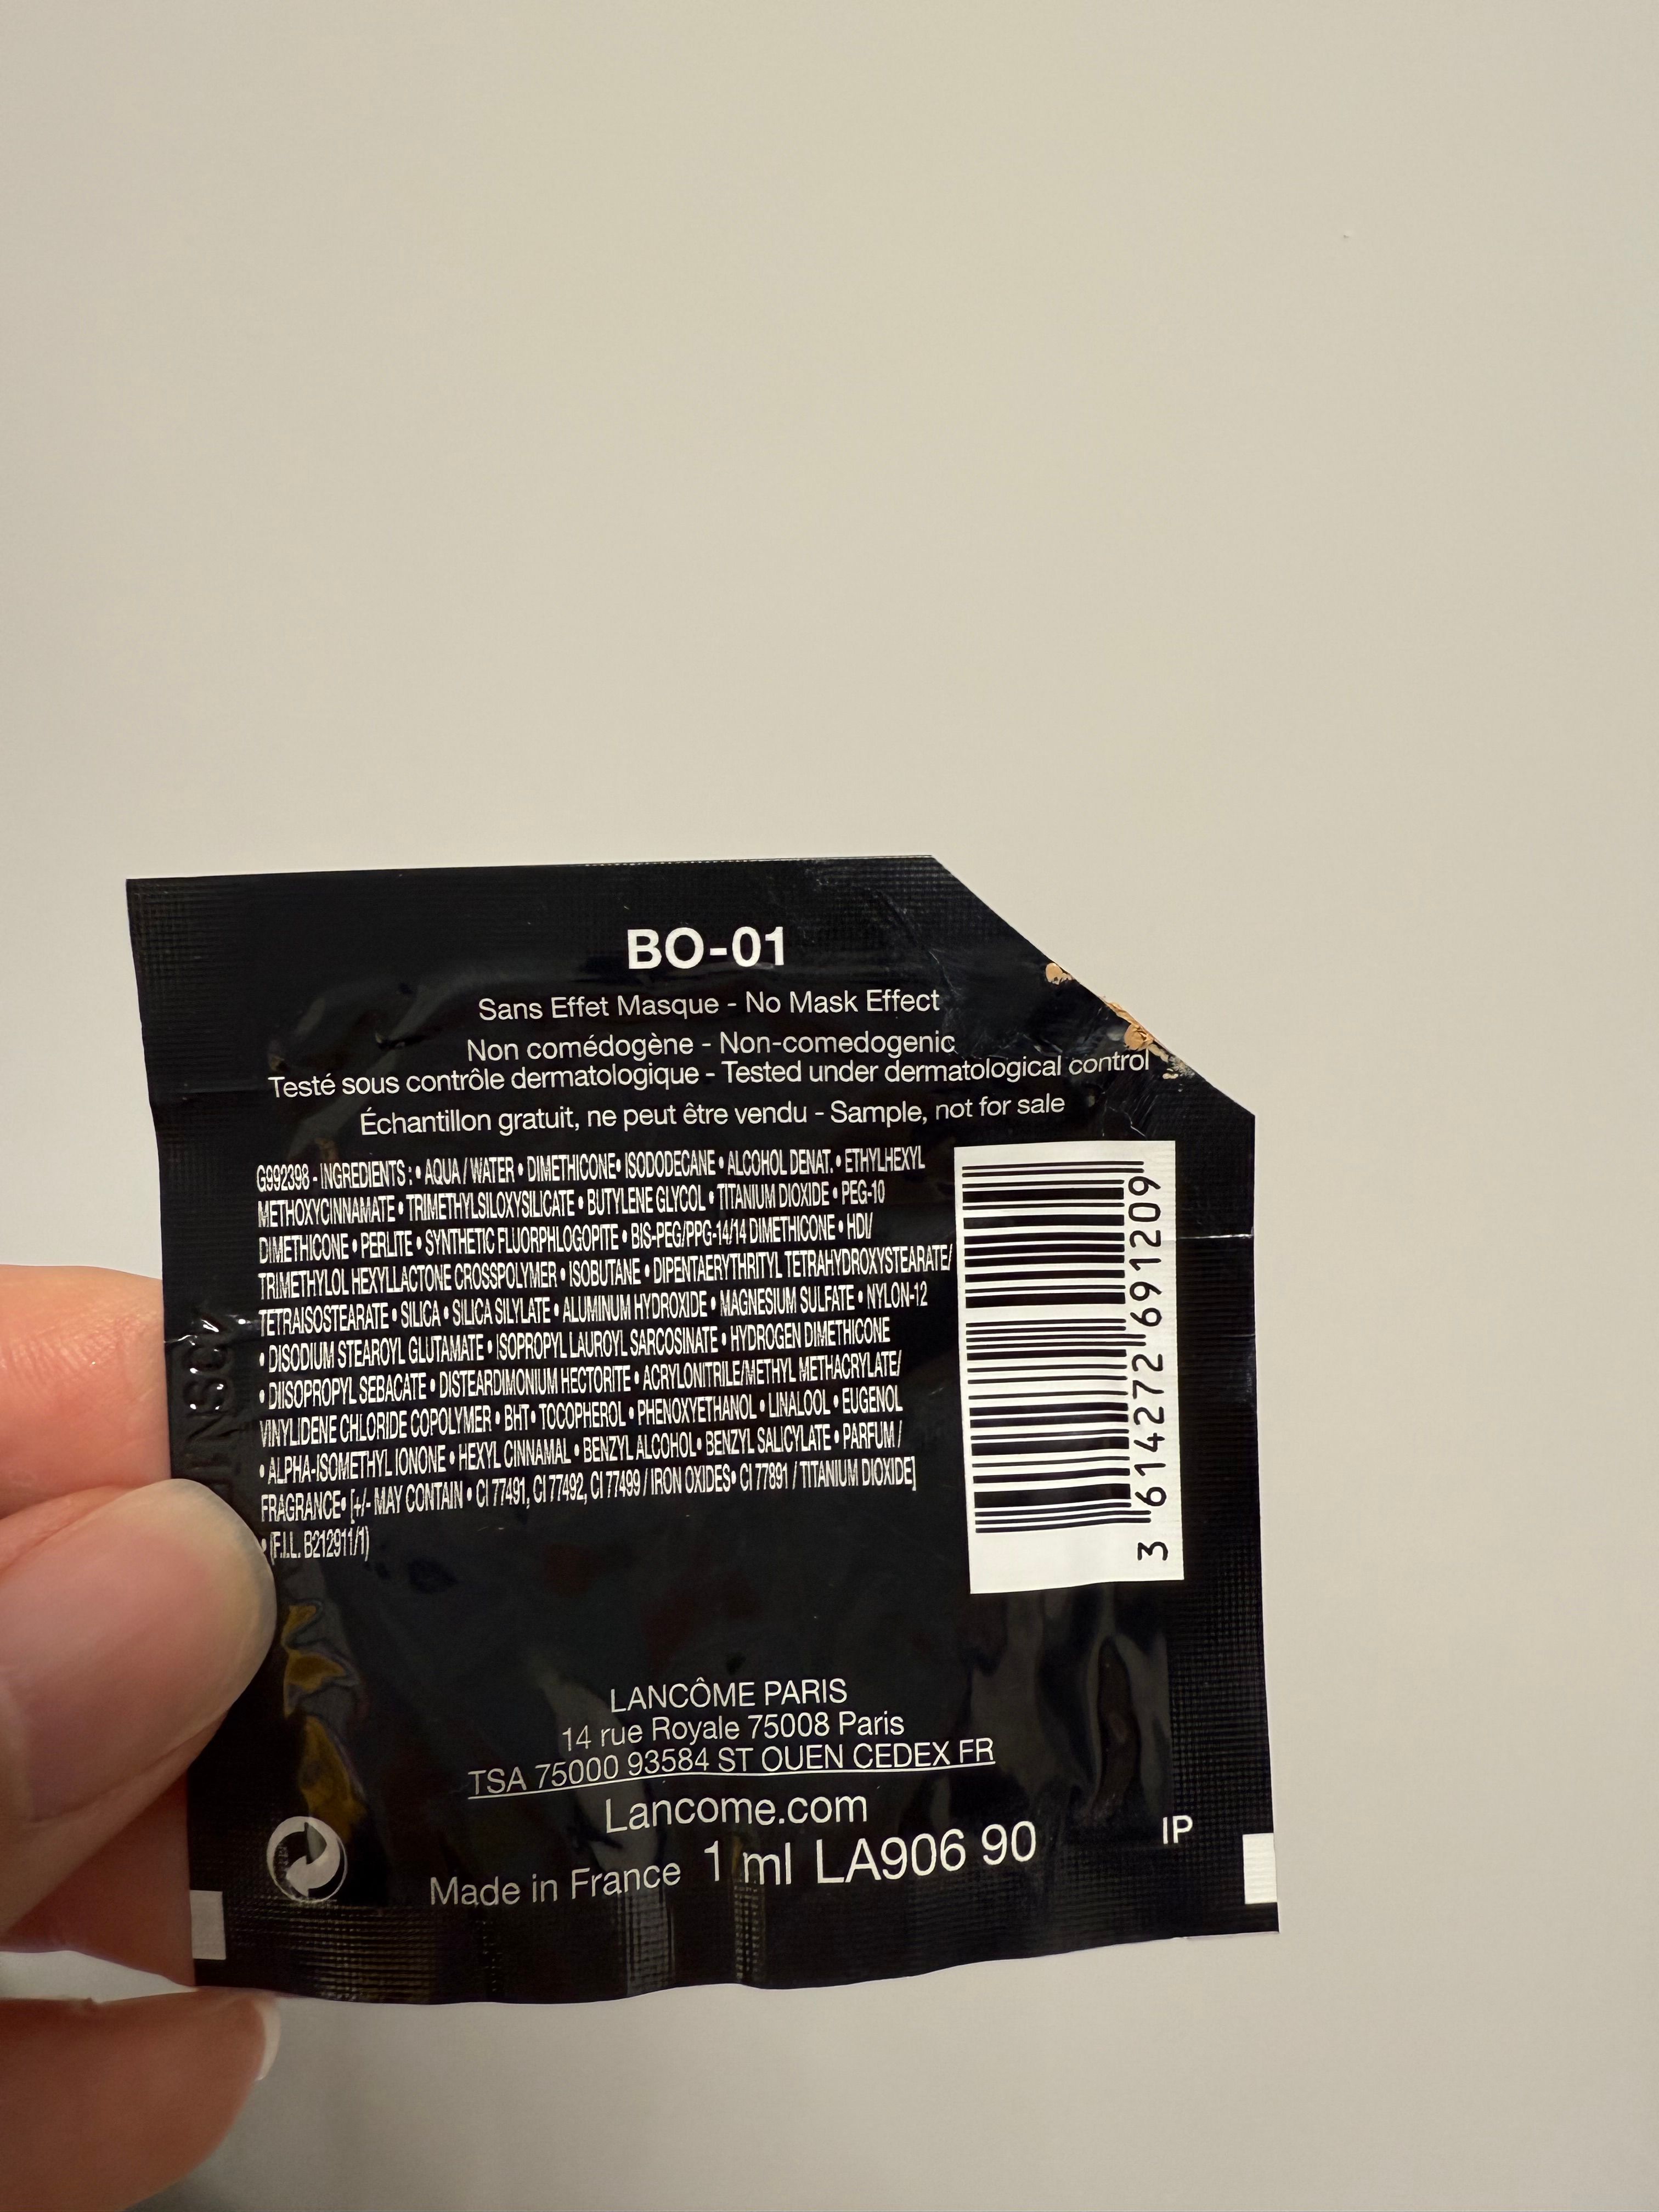 BO-01
Sans Effet Masque - No Mask Effect
Non comédogène - Non-comedogenic
Testé sous contrôle dermatologique - Tested under dermatological control
Échantillon gratuit, ne peut être vendu - Sample, not for sale
G992398 - INGREDIENTS : • AQUA / WATER • DIMETHICONE • ISODODECANE • ALCOHOL DENAT. • ETHYLHEXYL
METHOXYCINNAMATE • TRIMETHYLSILOXYSILICATE • BUTYLENE GLYCOL • TITANIUM DIOXIDE • PEG-10
DIMETHICONE • PERLITE • SYNTHETIC FLUORPHLOGOPITE • BIS-PEG/PPG-14/14 DIMETHICONE • HDI/
TRIMETHYLOL HEXYLLACTONE CROSSPOLYMER • ISOBUTANE • DIPENTAERYTHRITYL TETRAHYDROXYSTEARATE/
TETRAISOSTEARATE • SILICA • SILICA SILYLATE • ALUMINUM HYDROXIDE • MAGNESIUM SULFATE • NYLON-12
• DISODIUM STEAROYL GLUTAMATE • ISOPROPYL LAUROYL SARCOSINATE • HYDROGEN DIMETHICONE
• DIISOPROPYL SEBACATE • DISTEARDIMONIUM HECTORITE • ACRYLONITRILE/METHYL METHACRYLATE/
VINYLIDENE CHLORIDE COPOLYMER • BHT • TOCOPHEROL • PHENOXYETHANOL • LINALOOL • EUGENOL
• ALPHA-ISOMETHYL IONONE • HEXYL CINNAMAL • BENZYL ALCOHOL • BENZYL SALICYLATE • PARFUM /
FRAGRANCE • [+/- MAY CONTAIN • CI 77491, CI 77492, CI 77499 / IRON OXIDES • CI 77891 / TITANIUM DIOXIDE]
• (F.I.L. B212911/1)
3 614272 691209
LANCÔME PARIS
14 rue Royale 75008 Paris
TSA 75000 93584 ST OUEN CEDEX FR
Lancome.com
Made in France 1 ml LA906 90
IP